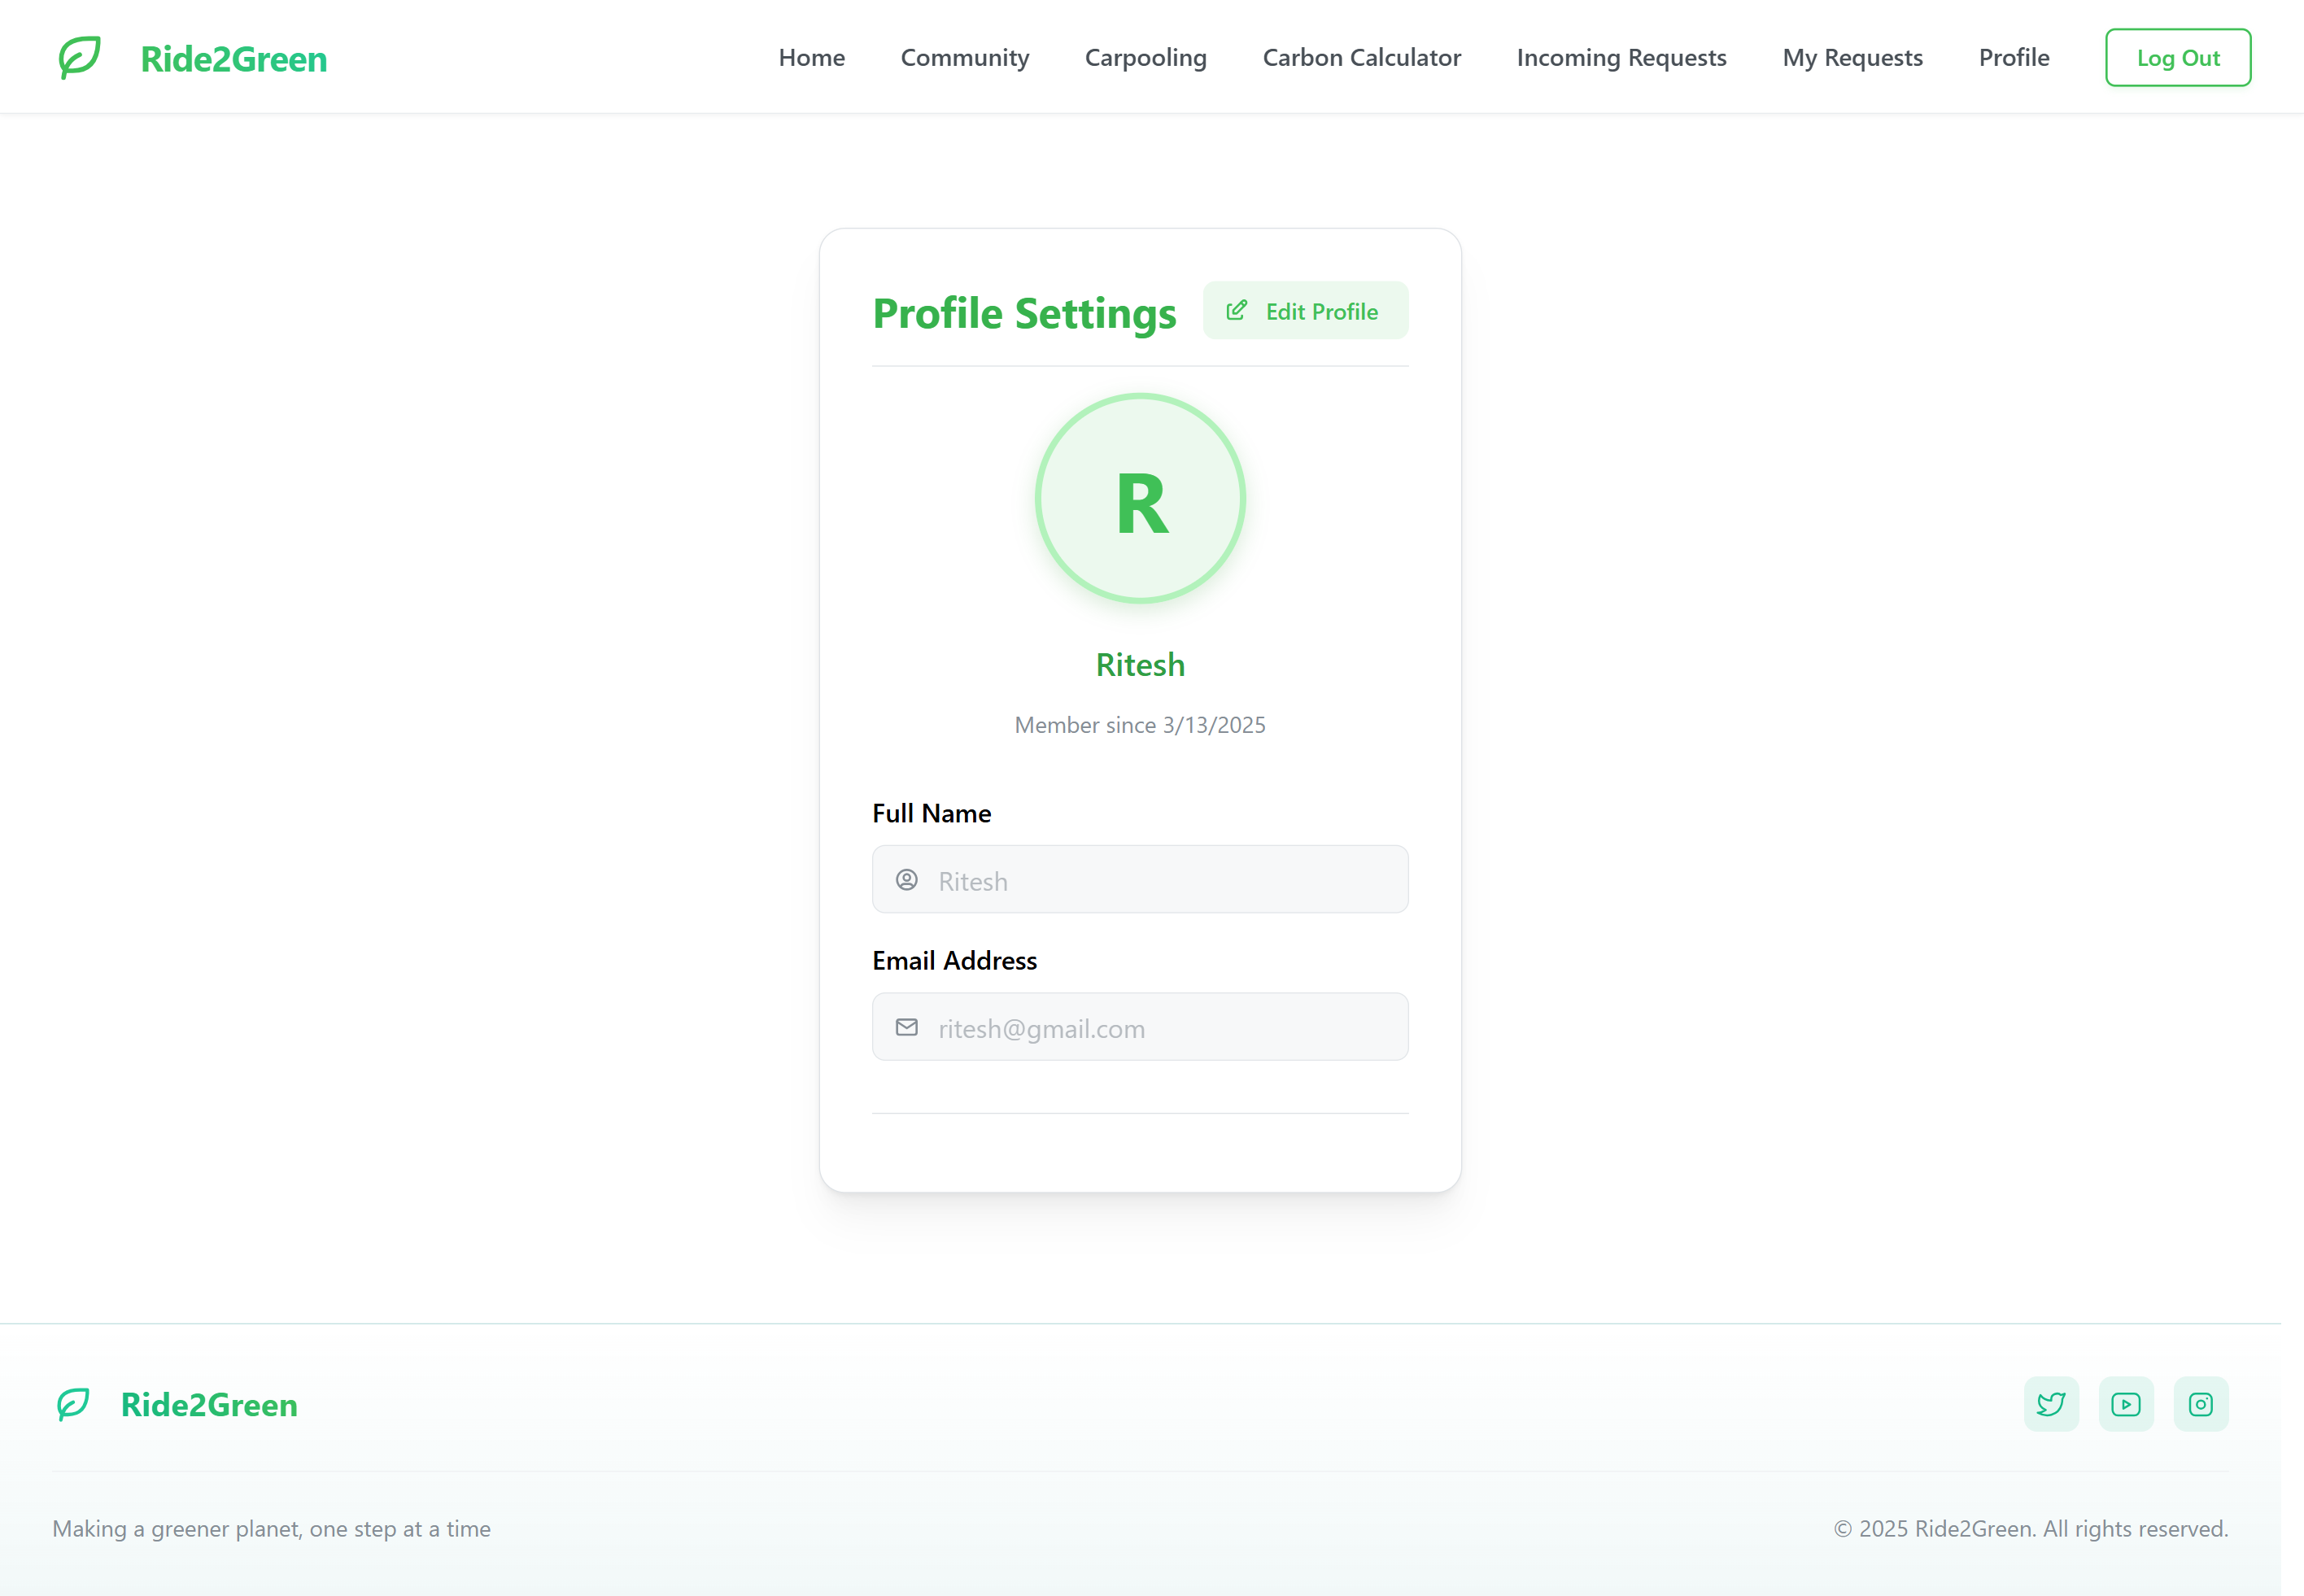 Ride2Green
Home Community Carpooling Carbon Calculator Incoming Requests My Requests Profile Log Out
Profile Settings Edit Profile
R
Ritesh
Member since 3/13/2025
Full Name
Ritesh
Email Address
ritesh@gmail.com
Ride2Green
Making a greener planet, one step at a time
© 2025 Ride2Green. All rights reserved.